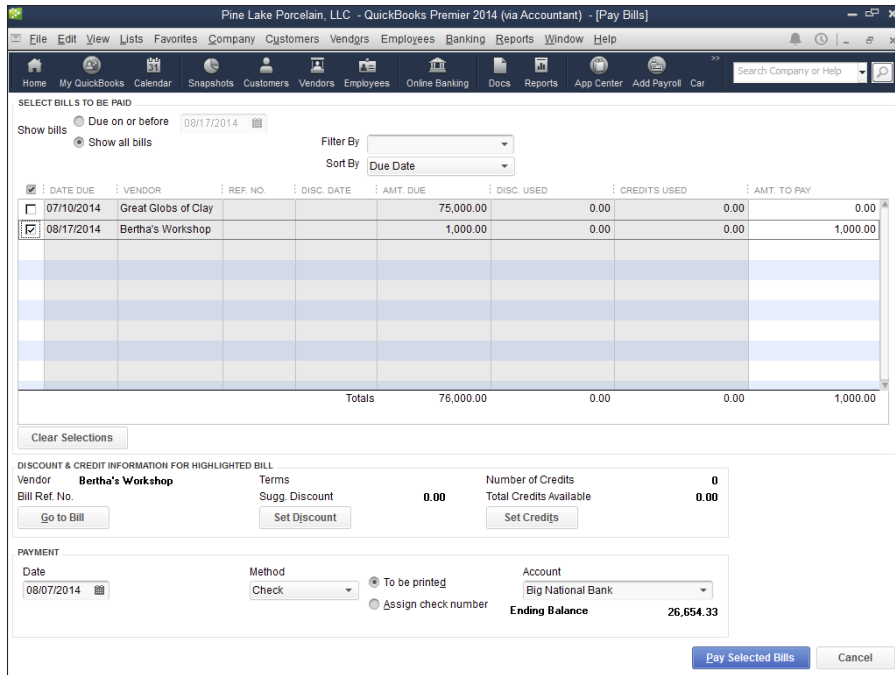 Pine Lake Porcelain, LLC - QuickBooks Premier 2014 (via Accountant) - [Pay Bills]
File Edit View Lists Favorites Company Customers Vendors Employees Banking Reports Window Help
Home My QuickBooks Calendar Snapshots Customers Vendors Employees Online Banking Docs Reports App Center Add Payroll Car Search Company or Help
SELECT BILLS TO BE PAID
Show bills
Due on or before 08/17/2014
Show all bills
Filter By
Sort By Due Date
DATE DUE VENDOR REF. NO. DISC. DATE AMT. DUE DISC. USED CREDITS USED AMT. TO PAY
07/10/2014 Great Globs of Clay 75,000.00 0.00 0.00 0.00
08/17/2014 Bertha's Workshop 1,000.00 0.00 0.00 1,000.00
Totals 76,000.00 0.00 0.00 1,000.00
Clear Selections
DISCOUNT & CREDIT INFORMATION FOR HIGHLIGHTED BILL
Vendor Bertha's Workshop Terms Number of Credits 0
Bill Ref. No. Sugg. Discount 0.00 Total Credits Available 0.00
Go to Bill Set Discount Set Credits
PAYMENT
Date Method Account
08/07/2014 Check To be printed Big National Bank
Assign check number Ending Balance 26,654.33
Pay Selected Bills Cancel